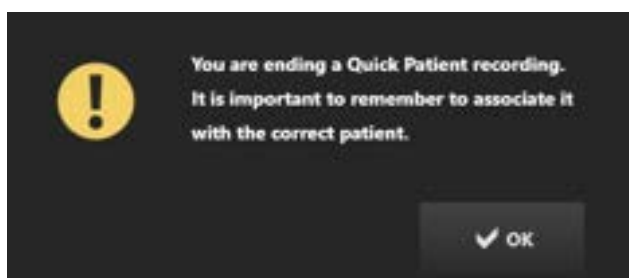 You are ending a Quick Patient recording.
It is important to remember to associate it
with the correct patient.
OK